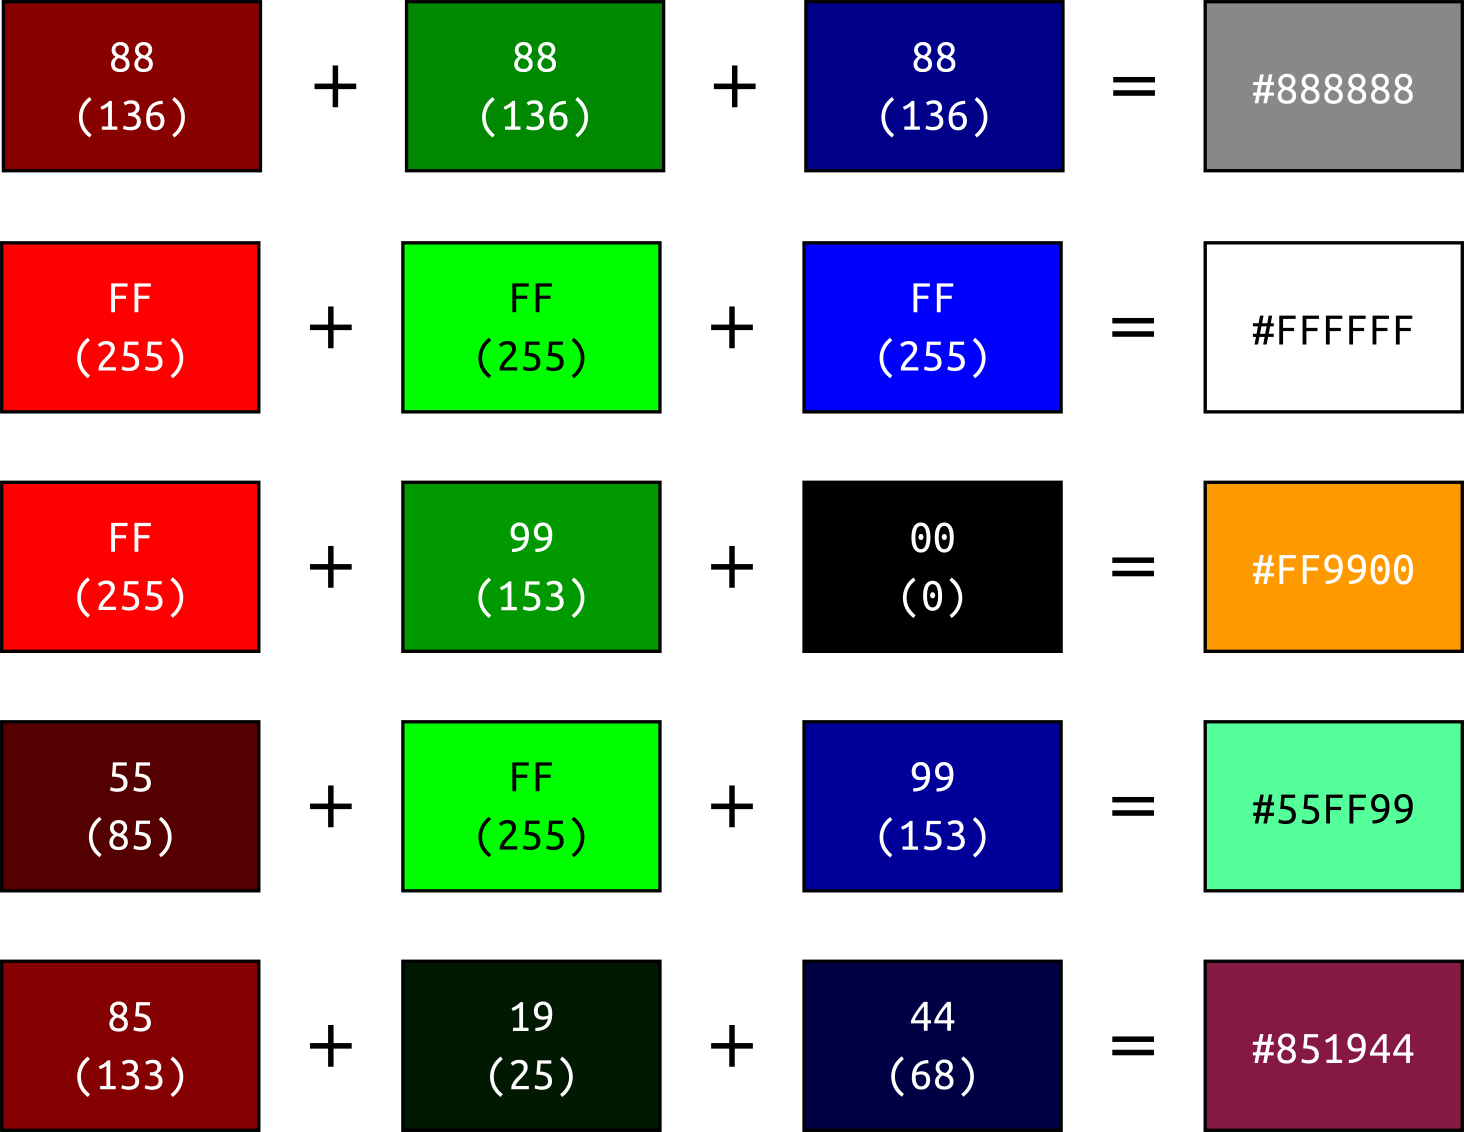 88 + 88 + 88 = #888888
(136) (136) (136)
FF + FF + FF = #FFFFFF
(255) (255) (255)
FF + 99 + 00 = #FF9900
(255) (153) (0)
55 + FF + 99 = #55FF99
(85) (255) (153)
85 + 19 + 44 = #851944
(133) (25) (68)